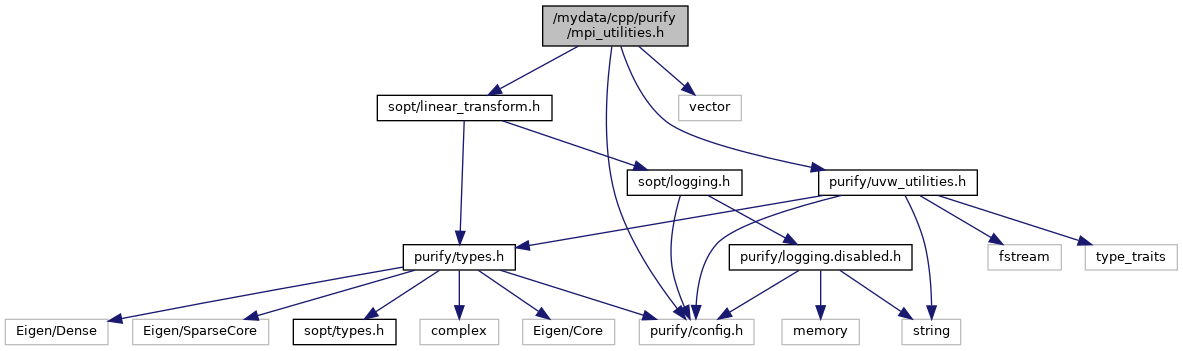 /mydata/cpp/purify
/mpi_utilities.h
sopt/linear_transform.h
vector
sopt/logging.h
purify/uvw_utilities.h
purify/types.h
purify/logging.disabled.h
fstream
type_traits
Eigen/Dense
Eigen/SparseCore
sopt/types.h
complex
Eigen/Core
purify/config.h
memory
string